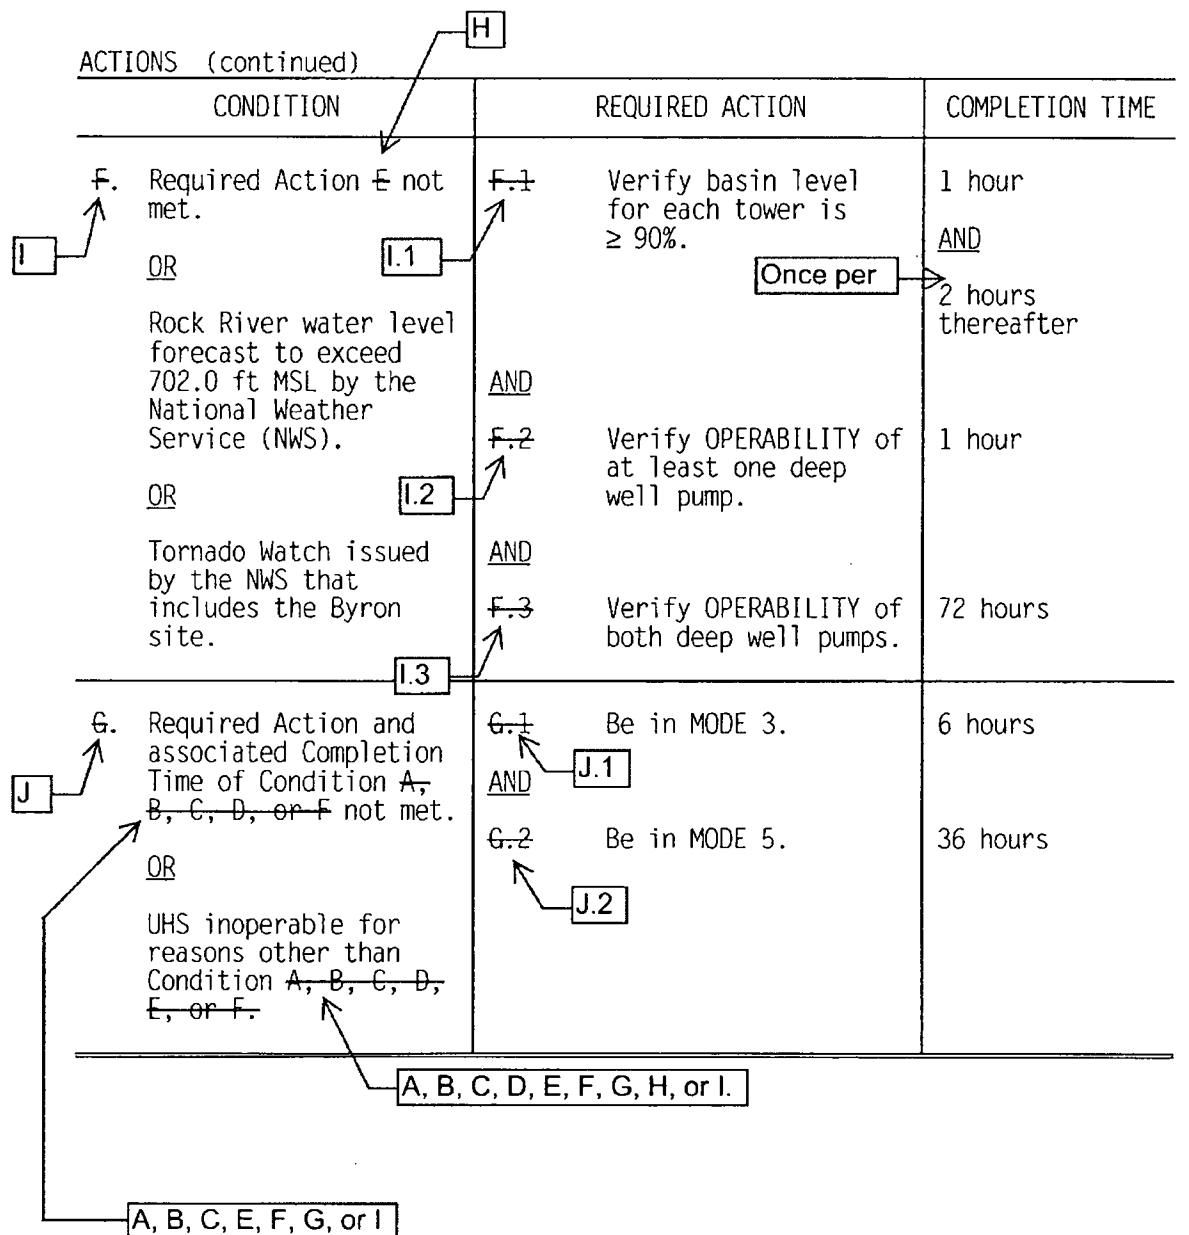 H
ACTIONS (continued)
CONDITION REQUIRED ACTION COMPLETION TIME
F. Required Action E not met.
I
OR
Rock River water level forecast to exceed 702.0 ft MSL by the National Weather Service (NWS).
OR
Tornado Watch issued by the NWS that includes the Byron site.
F.1 Verify basin level for each tower is ≥ 90%.
I.1
1 hour
AND
Once per
2 hours thereafter
AND
F.2 Verify OPERABILITY of at least one deep well pump.
I.2
1 hour
AND
F.3 Verify OPERABILITY of both deep well pumps.
I.3
72 hours
G. Required Action and associated Completion Time of Condition A, B, C, D, or F not met.
J
OR
UHS inoperable for reasons other than Condition A, B, C, D, E, or F.
G.1 Be in MODE 3.
J.1
6 hours
AND
G.2 Be in MODE 5.
J.2
36 hours
A, B, C, D, E, F, G, H, or I.
A, B, C, E, F, G, or I